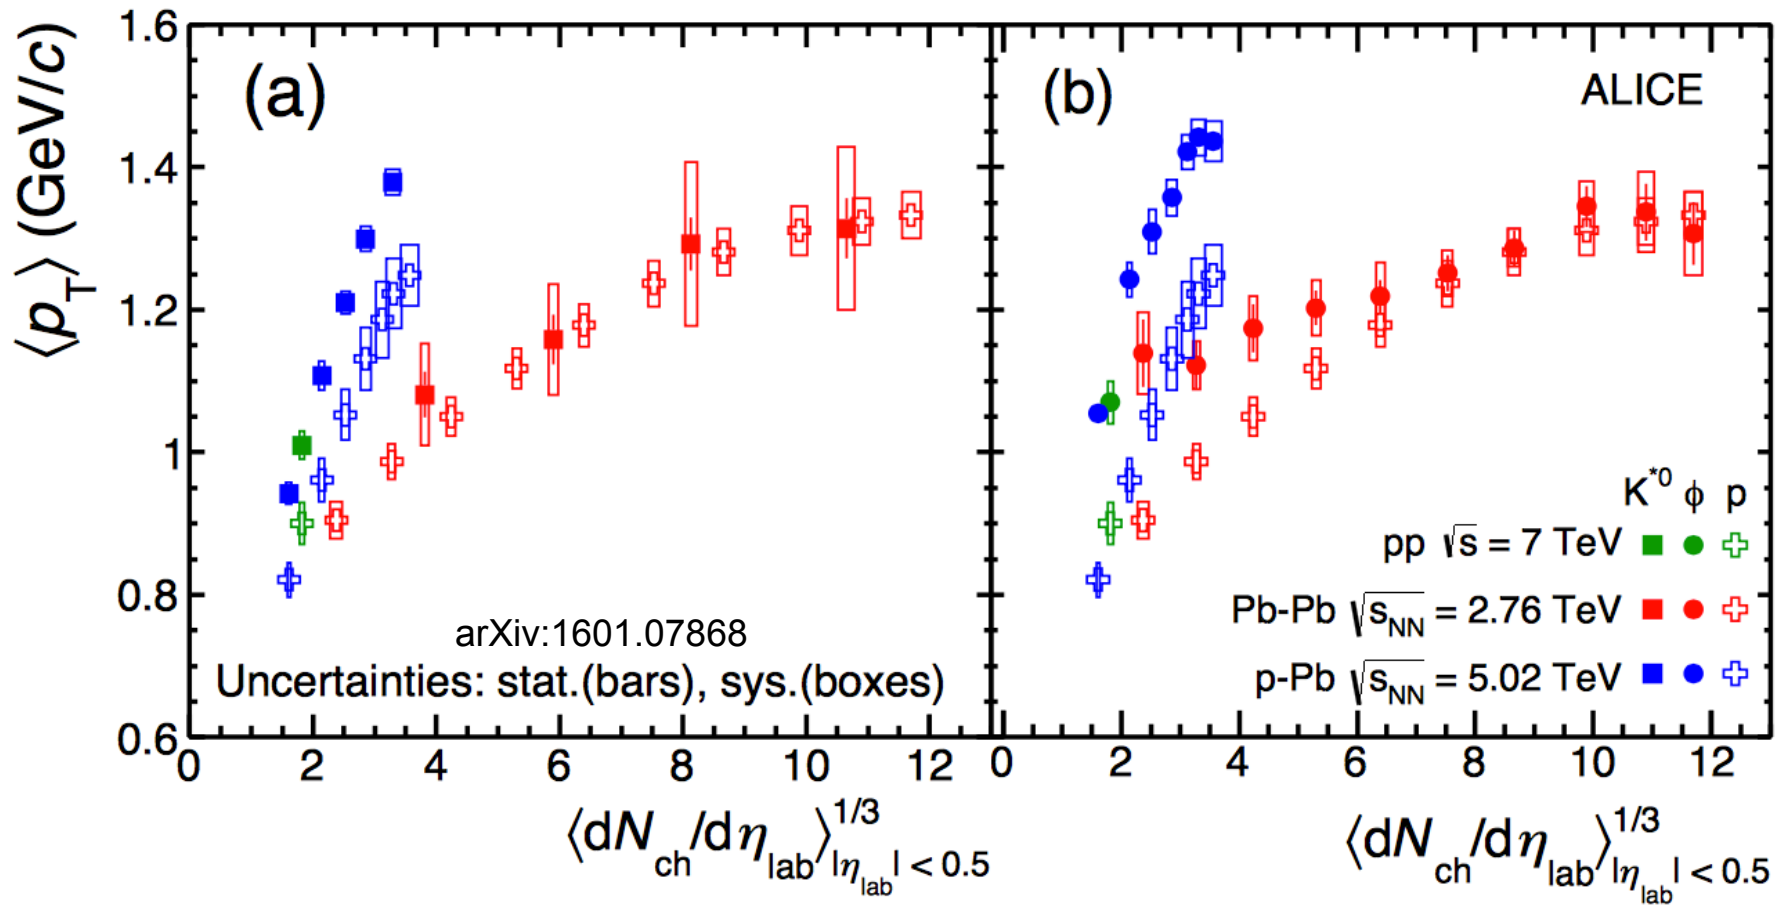 ⟨p_T⟩ (GeV/c)
1.6
1.4
1.2
1
0.8
0.6
(a)
arXiv:1601.07868
Uncertainties: stat.(bars), sys.(boxes)
0 2 4 6 8 10 12
⟨dN_ch/dη_lab⟩^1/3_|η_lab| < 0.5
(b)
ALICE
K*0 ϕ p
pp √s = 7 TeV
Pb-Pb √s_NN = 2.76 TeV
p-Pb √s_NN = 5.02 TeV
0 2 4 6 8 10 12
⟨dN_ch/dη_lab⟩^1/3_|η_lab| < 0.5